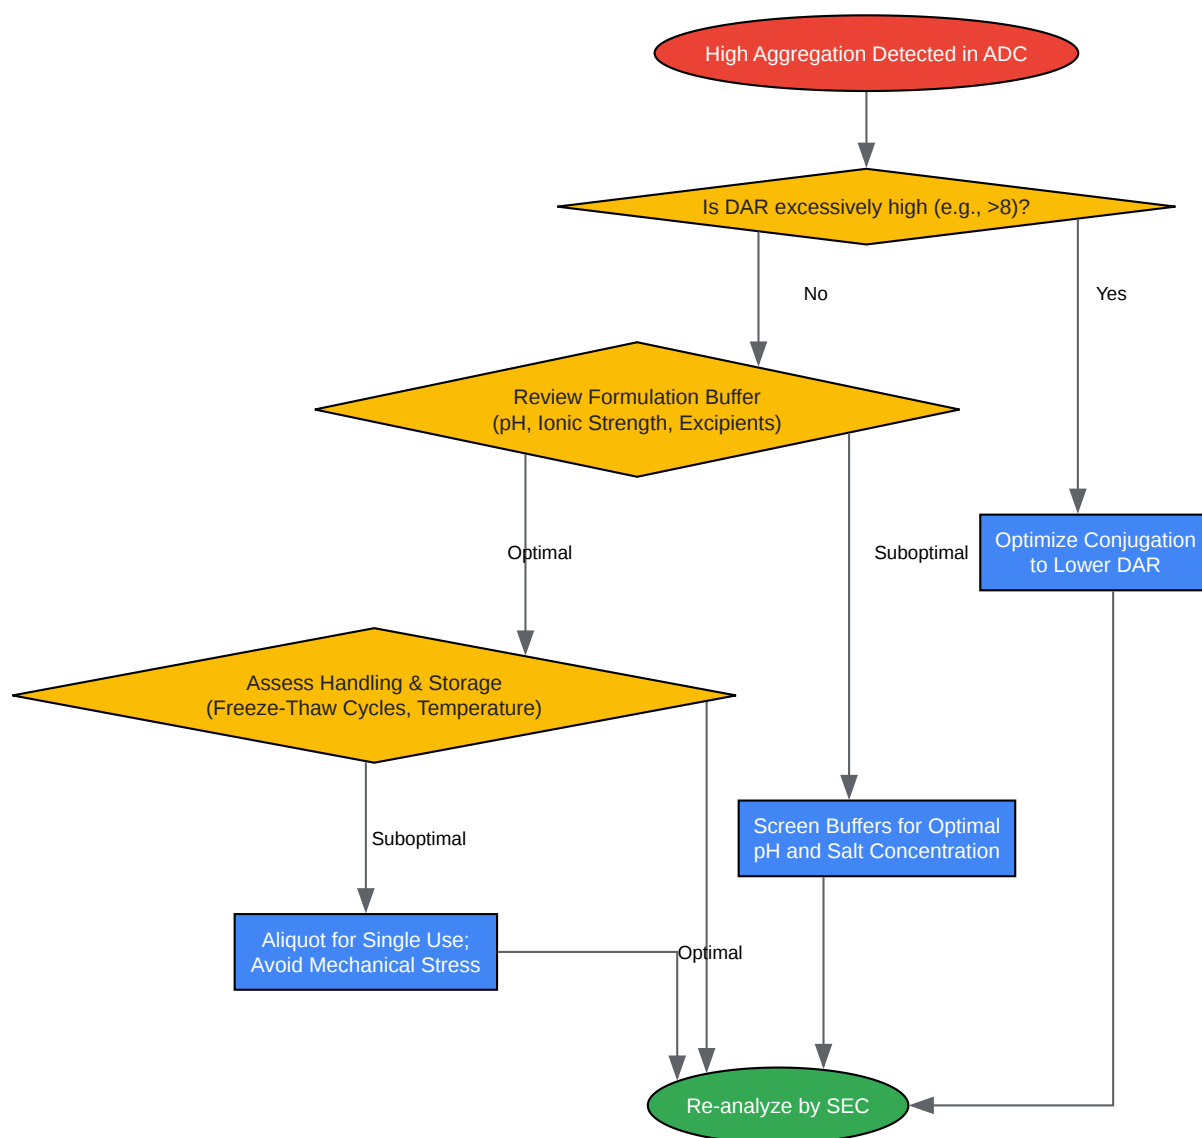 High Aggregation Detected in ADC
Is DAR excessively high (e.g., >8)?
No
Yes
Review Formulation Buffer
(pH, Ionic Strength, Excipients)
Optimal
Suboptimal
Optimize Conjugation
to Lower DAR
Assess Handling & Storage
(Freeze-Thaw Cycles, Temperature)
Suboptimal
Screen Buffers for Optimal
pH and Salt Concentration
Aliquot for Single Use;
Avoid Mechanical Stress
Optimal
Re-analyze by SEC